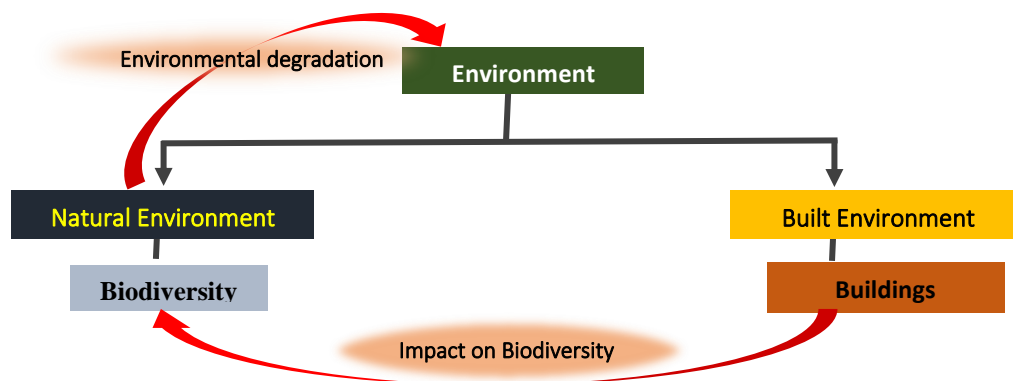 Environmental degradation
Environment
Natural Environment
Built Environment
Biodiversity
Buildings
Impact on Biodiversity